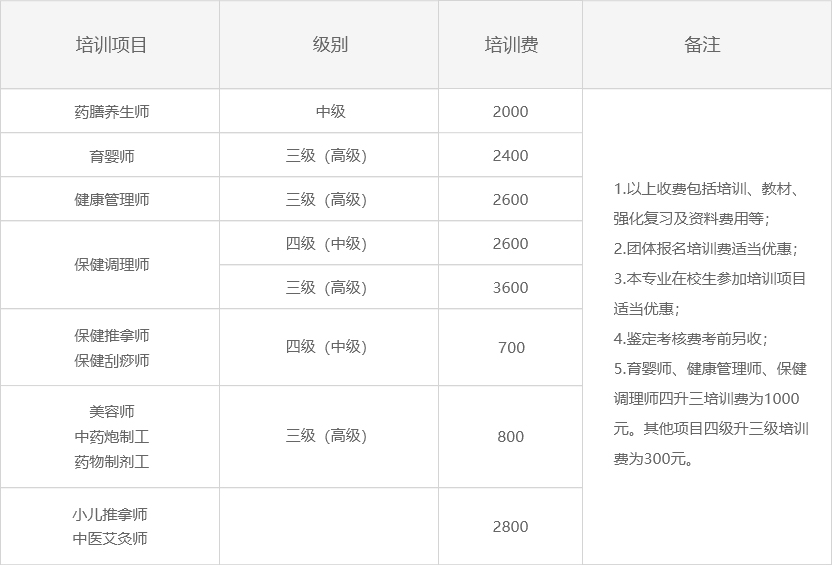 培训项目 级别 培训费 备注
药膳养生师 中级 2000
育婴师 三级（高级） 2400
健康管理师 三级（高级） 2600
保健调理师 四级（中级） 2600
三级（高级） 3600
保健推拿师
保健刮痧师
四级（中级） 700
美容师
中药炮制工
药物制剂工
三级（高级） 800
小儿推拿师
中医艾灸师
2800
1.以上收费包括培训、教材、
强化复习及资料费用等；
2.团体报名培训费适当优惠；
3.本专业在校生参加培训项目
适当优惠；
4.鉴定考核费考前另收；
5.育婴师、健康管理师、保健
调理师四升三培训费为1000
元。其他项目四级升三级培训
费为300元。